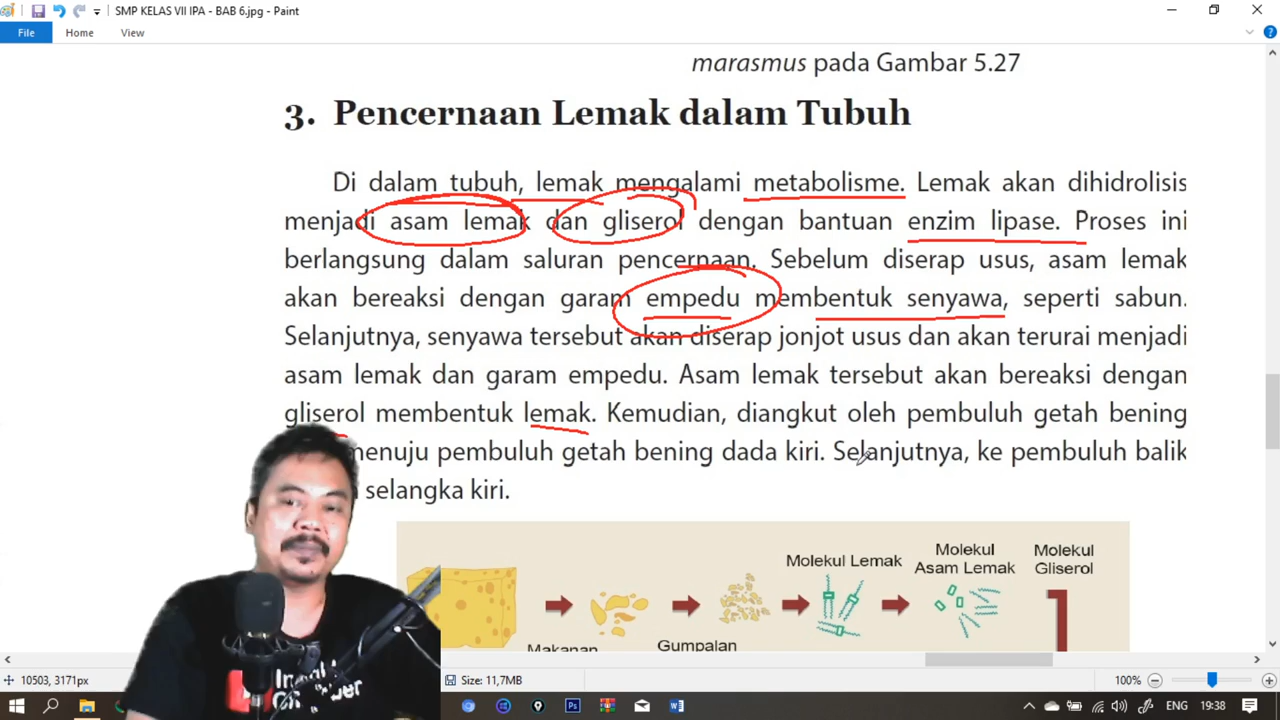 SMP KELAS VII IPA - BAB 6.jpg - Paint
File Home View
marasmus pada Gambar 5.27
3. Pencernaan Lemak dalam Tubuh
Di dalam tubuh, lemak mengalami metabolisme. Lemak akan dihidrolisis
menjadi asam lemak dan gliserol dengan bantuan enzim lipase. Proses ini
berlangsung dalam saluran pencernaan. Sebelum diserap usus, asam lemak
akan bereaksi dengan garam empedu membentuk senyawa, seperti sabun.
Selanjutnya, senyawa tersebut akan diserap jonjot usus dan akan terurai menjadi
asam lemak dan garam empedu. Asam lemak tersebut akan bereaksi dengan
gliserol membentuk lemak. Kemudian, diangkut oleh pembuluh getah bening
menuju pembuluh getah bening dada kiri. Selanjutnya, ke pembuluh balik
selangka kiri.
Molekul Lemak
Molekul
Asam Lemak
Molekul
Gliserol
Makanan
Gumpalan
10503, 3171px
Size: 11,7MB
100%
ENG
19:38